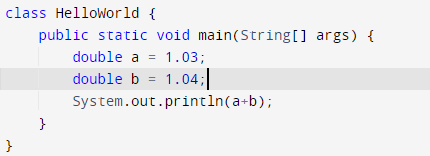 class HelloWorld {
    public static void main(String[] args) {
        double a = 1.03;
        double b = 1.04;
        System.out.println(a+b);
    }
}